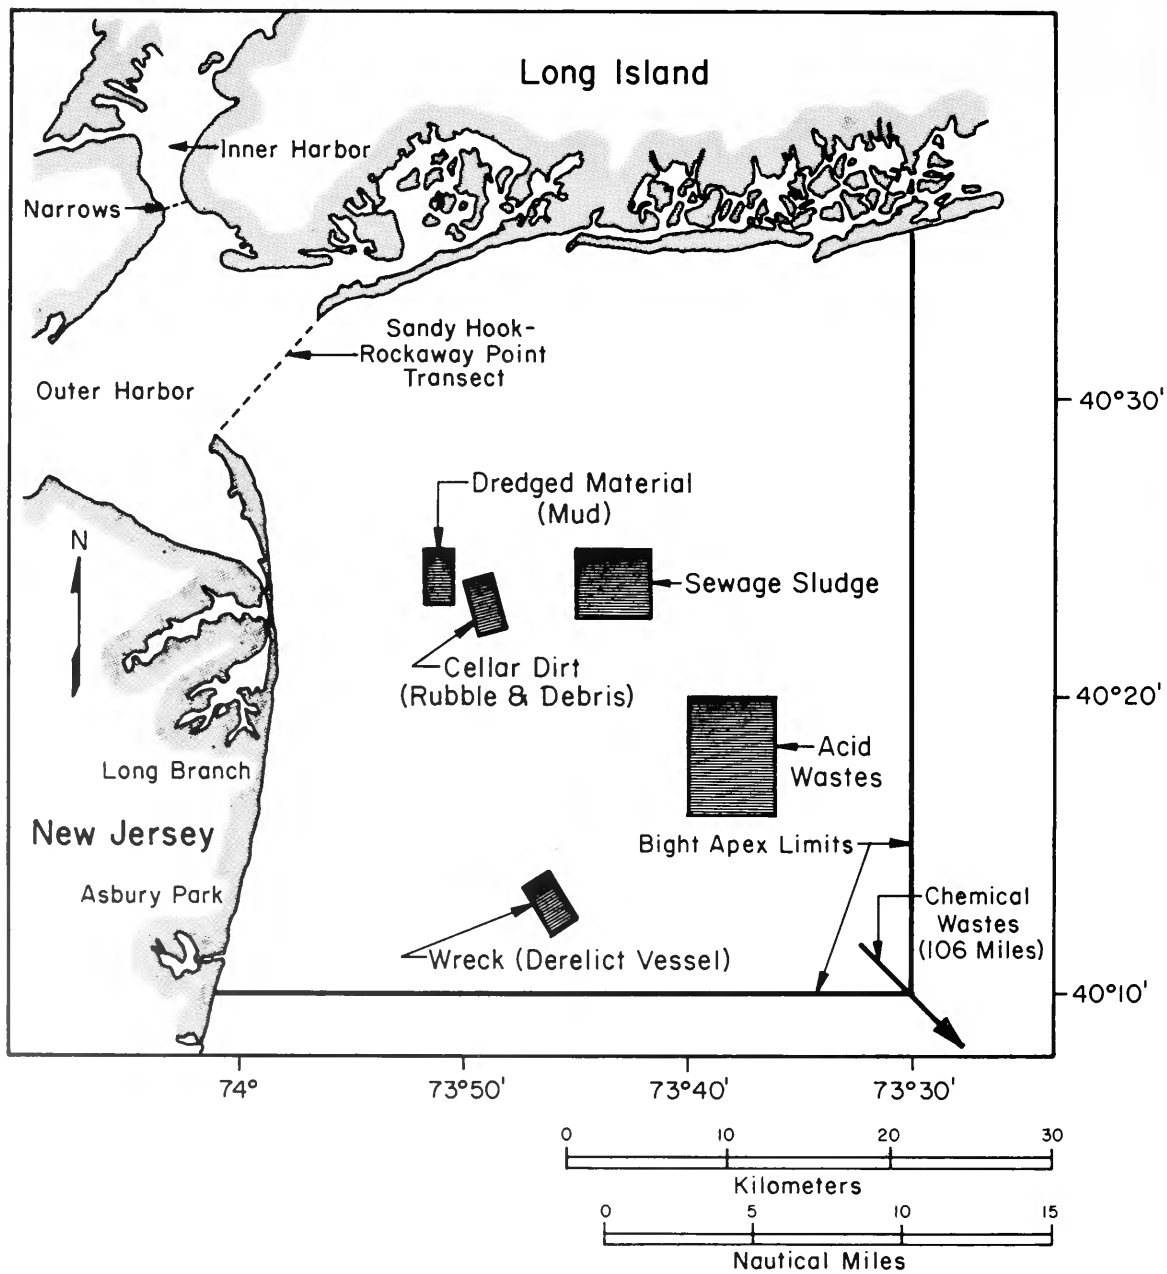 Long Island
Inner Harbor
Narrows
Sandy Hook-
Rockaway Point
Transect
Outer Harbor
40°30'
Dredged Material
(Mud)
N
Sewage Sludge
Cellar Dirt
(Rubble & Debris)
40°20'
Acid
Wastes
Long Branch
New Jersey
Bight Apex Limits
Asbury Park
Chemical
Wastes
(106 Miles)
Wreck (Derelict Vessel)
40°10'
74° 73°50' 73°40' 73°30'
0 10 20 30
Kilometers
0 5 10 15
Nautical Miles